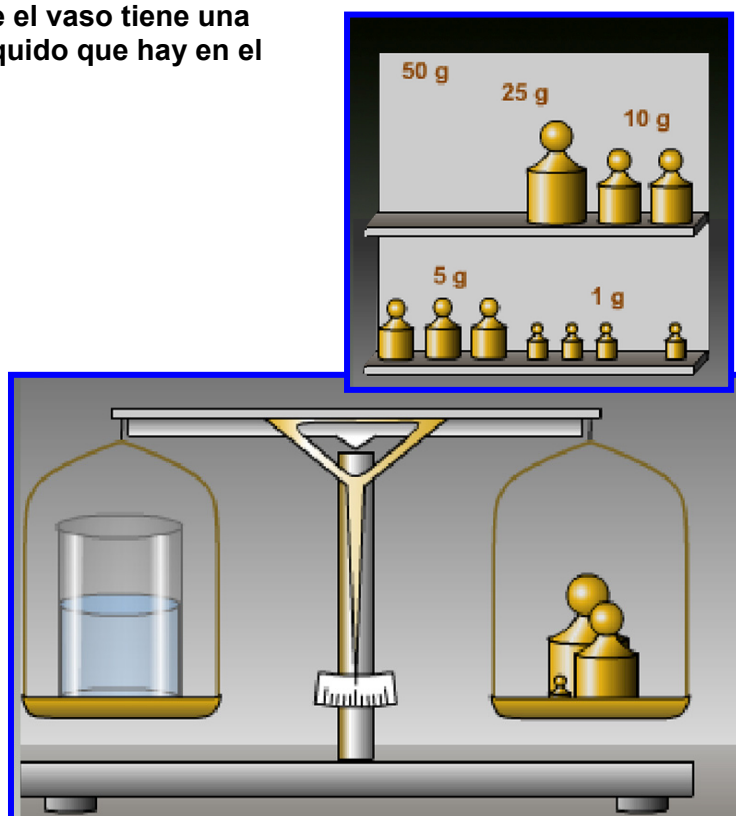 e el vaso tiene una
quido que hay en el
50 g
25 g
10 g
5 g
1 g